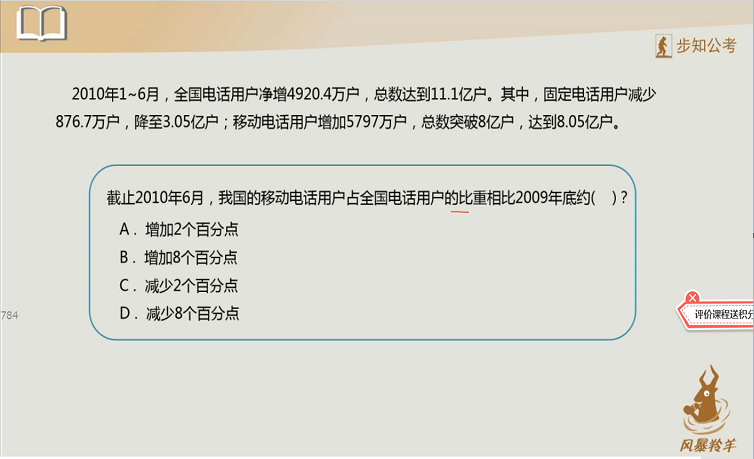 步知公考
2010年1~6月，全国电话用户净增4920.4万户，总数达到11.1亿户。其中，固定电话用户减少
876.7万户，降至3.05亿户；移动电话用户增加5797万户，总数突破8亿户，达到8.05亿户。
截止2010年6月，我国的移动电话用户占全国电话用户的比重相比2009年底约( )？
A．增加2个百分点
B．增加8个百分点
C．减少2个百分点
D．减少8个百分点
784
评价课程送积分
风暴羚羊